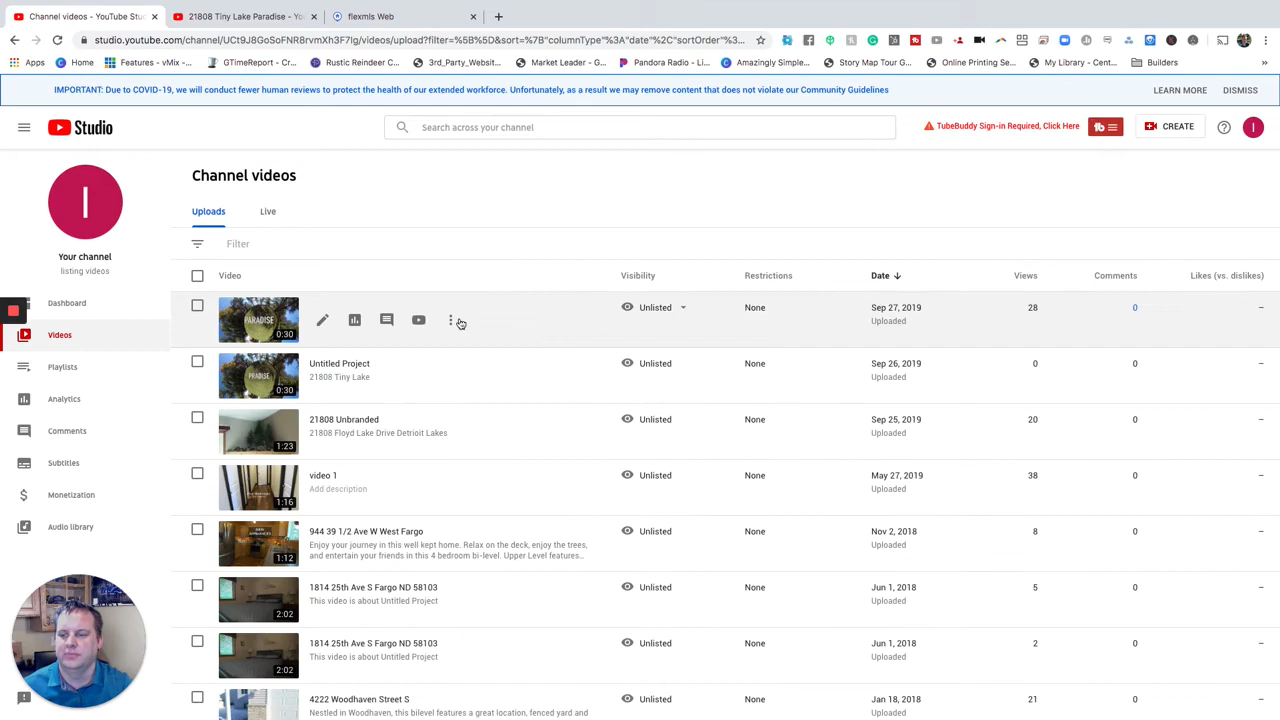 Channel videos - YouTube Stu
21808 Tiny Lake Paradise - Yo
flexmls Web
studio.youtube.com/channel/UCt9J8GoSoFNR8rvmXh3F7lg/videos/upload?filter=%5B%5D&sort=%7B"columnType"%3A"date"%2C"sortOrder"%...
Apps
Home
Features - vMix -...
GTimeReport - Cr...
Rustic Reindeer C...
3rd_Party_Website...
Market Leader - G...
Pandora Radio - Li...
Amazingly Simple...
Story Map Tour G...
Online Printing Se...
My Library - Cent...
Builders
IMPORTANT: Due to COVID-19, we will conduct fewer human reviews to protect the health of our extended workforce. Unfortunately, as a result we may remove content that does not violate our Community Guidelines
LEARN MORE
DISMISS
Studio
Search across your channel
TubeBuddy Sign-in Required, Click Here
tb
CREATE
I
I
Your channel
listing videos
Dashboard
Videos
Playlists
Analytics
Comments
Subtitles
Monetization
Audio library
Channel videos
Uploads Live
Filter
Video Visibility Restrictions Date Views Comments Likes (vs. dislikes)
PARADISE
0:30
Unlisted None Sep 27, 2019 28 0 –
Uploaded
PRADISE
0:30
Untitled Project Unlisted None Sep 26, 2019 0 0 –
21808 Tiny Lake Uploaded
1:23
21808 Unbranded Unlisted None Sep 25, 2019 20 0 –
21808 Floyd Lake Drive Detrioit Lakes Uploaded
1:16
video 1 Unlisted None May 27, 2019 38 0 –
Add description Uploaded
1:12
944 39 1/2 Ave W West Fargo Unlisted None Nov 2, 2018 8 0 –
Enjoy your journey in this well kept home. Relax on the deck, enjoy the trees, Uploaded
and entertain your friends in this 4 bedroom bi-level. Upper Level features...
2:02
1814 25th Ave S Fargo ND 58103 Unlisted None Jun 1, 2018 5 0 –
This video is about Untitled Project Uploaded
2:02
1814 25th Ave S Fargo ND 58103 Unlisted None Jun 1, 2018 2 0 –
This video is about Untitled Project Uploaded
4222 Woodhaven Street S Unlisted None Jan 18, 2018 21 0 –
Nestled in Woodhaven, this bilevel features a great location, fenced yard and Uploaded